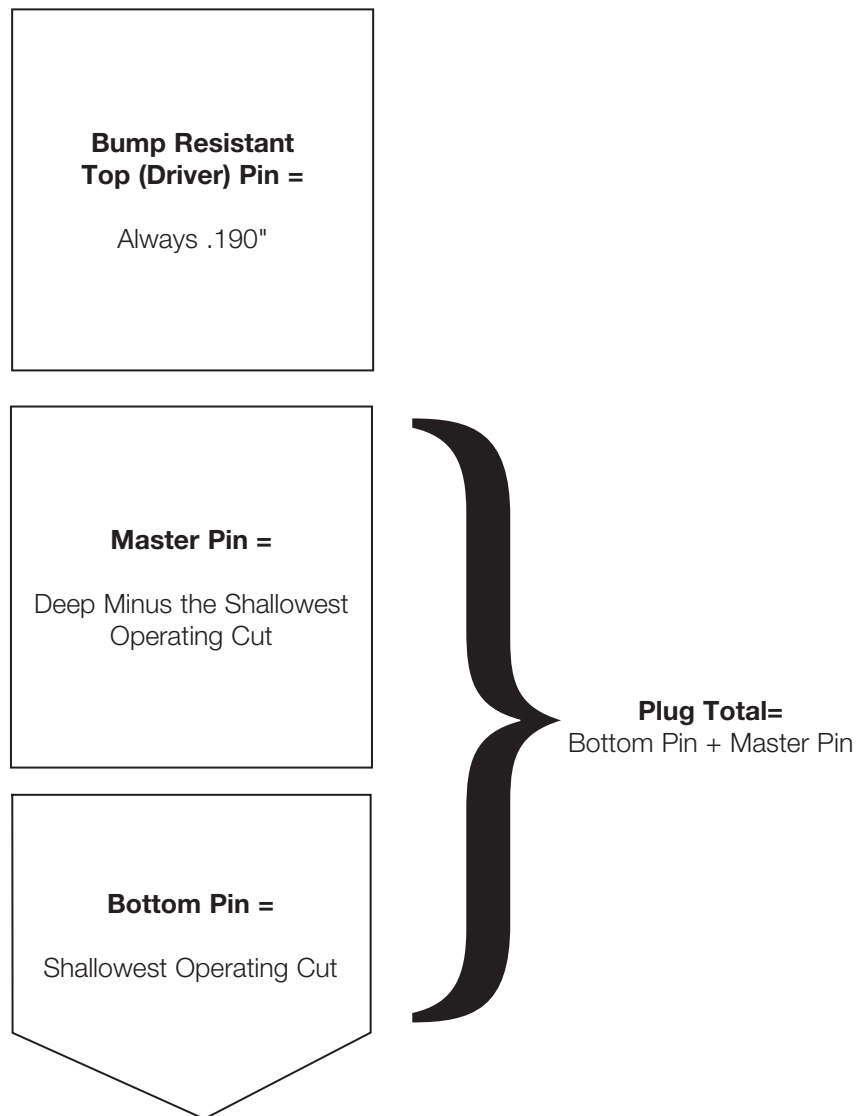 Bump Resistant
Top (Driver) Pin =
Always .190"
Master Pin =
Deep Minus the Shallowest
Operating Cut
Plug Total=
Bottom Pin + Master Pin
Bottom Pin =
Shallowest Operating Cut